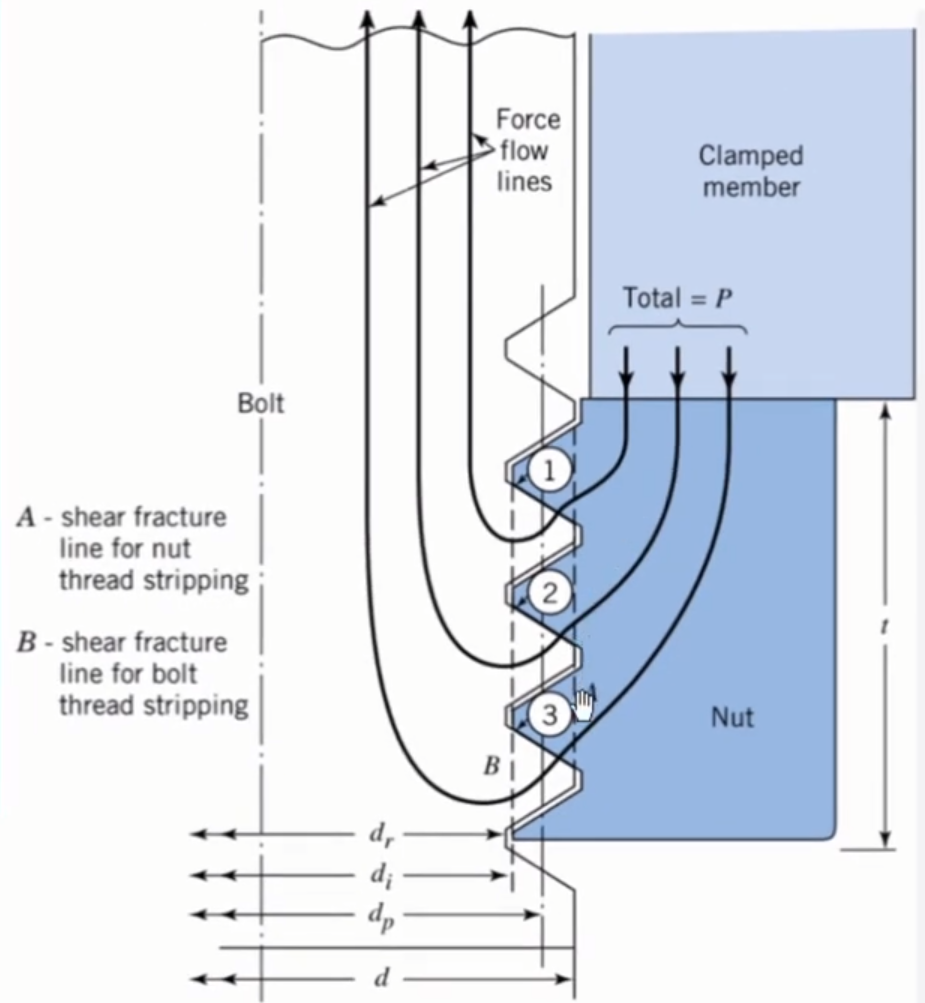 Force
flow
lines
Clamped
member
Total = P
Bolt
1
A - shear fracture
line for nut
thread stripping
2
t
B - shear fracture
line for bolt
thread stripping
3
Nut
B
d_r
d_i
d_p
d